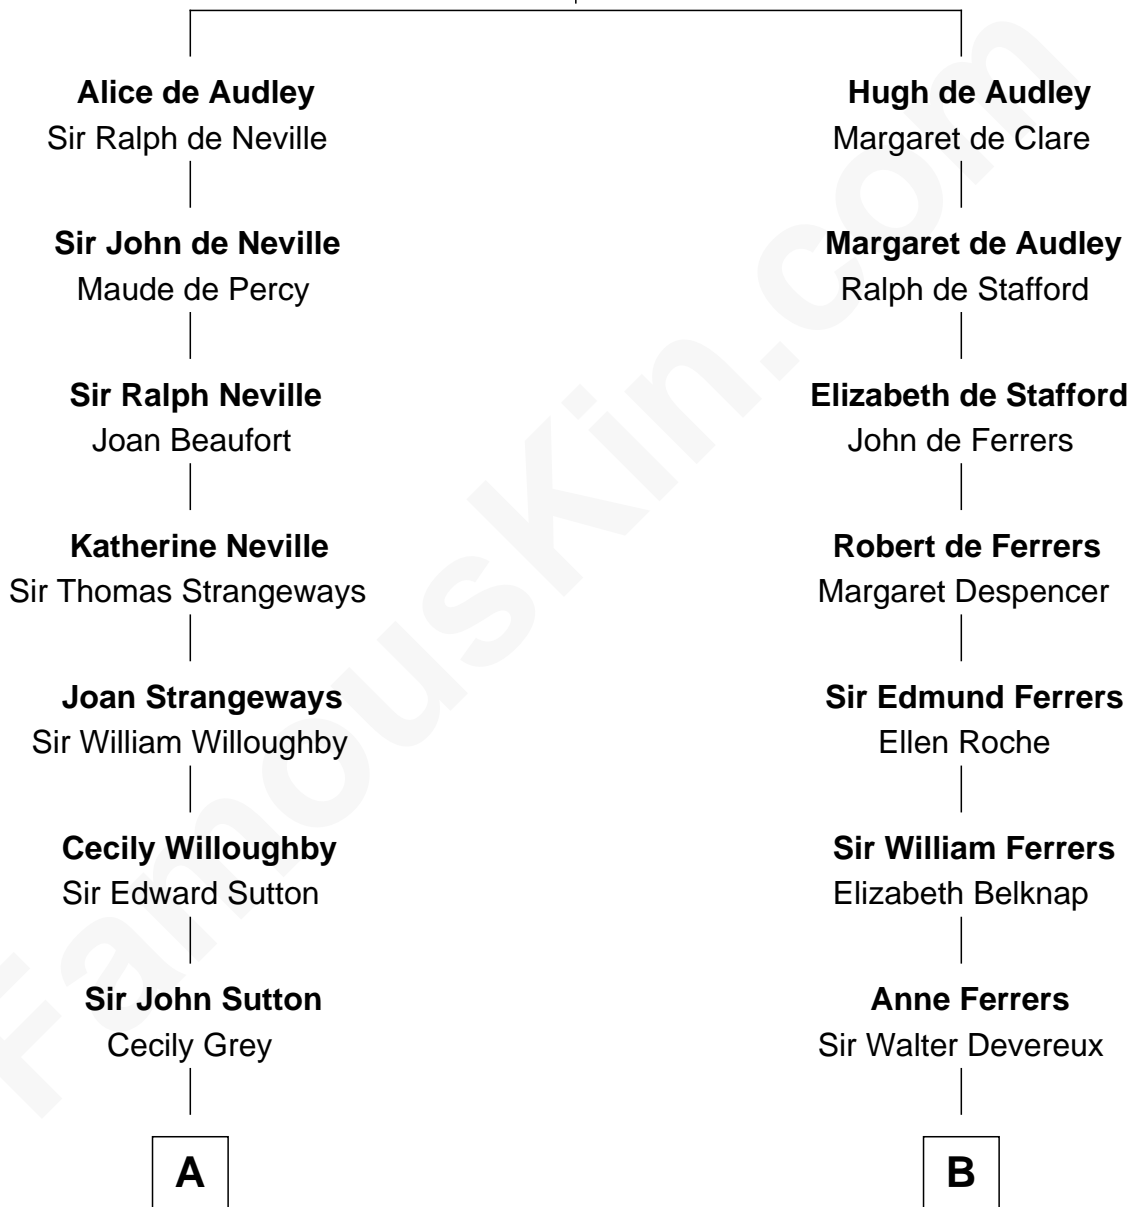 Alice de Audley
Sir Ralph de Neville
Hugh de Audley
Margaret de Clare
Sir John de Neville
Maude de Percy
Margaret de Audley
Ralph de Stafford
Sir Ralph Neville
Joan Beaufort
Elizabeth de Stafford
John de Ferrers
Katherine Neville
Sir Thomas Strangeways
Robert de Ferrers
Margaret Despencer
Joan Strangeways
Sir William Willoughby
Sir Edmund Ferrers
Ellen Roche
Cecily Willoughby
Sir Edward Sutton
Sir William Ferrers
Elizabeth Belknap
Sir John Sutton
Cecily Grey
Anne Ferrers
Sir Walter Devereux
A
B
FamousKin.com